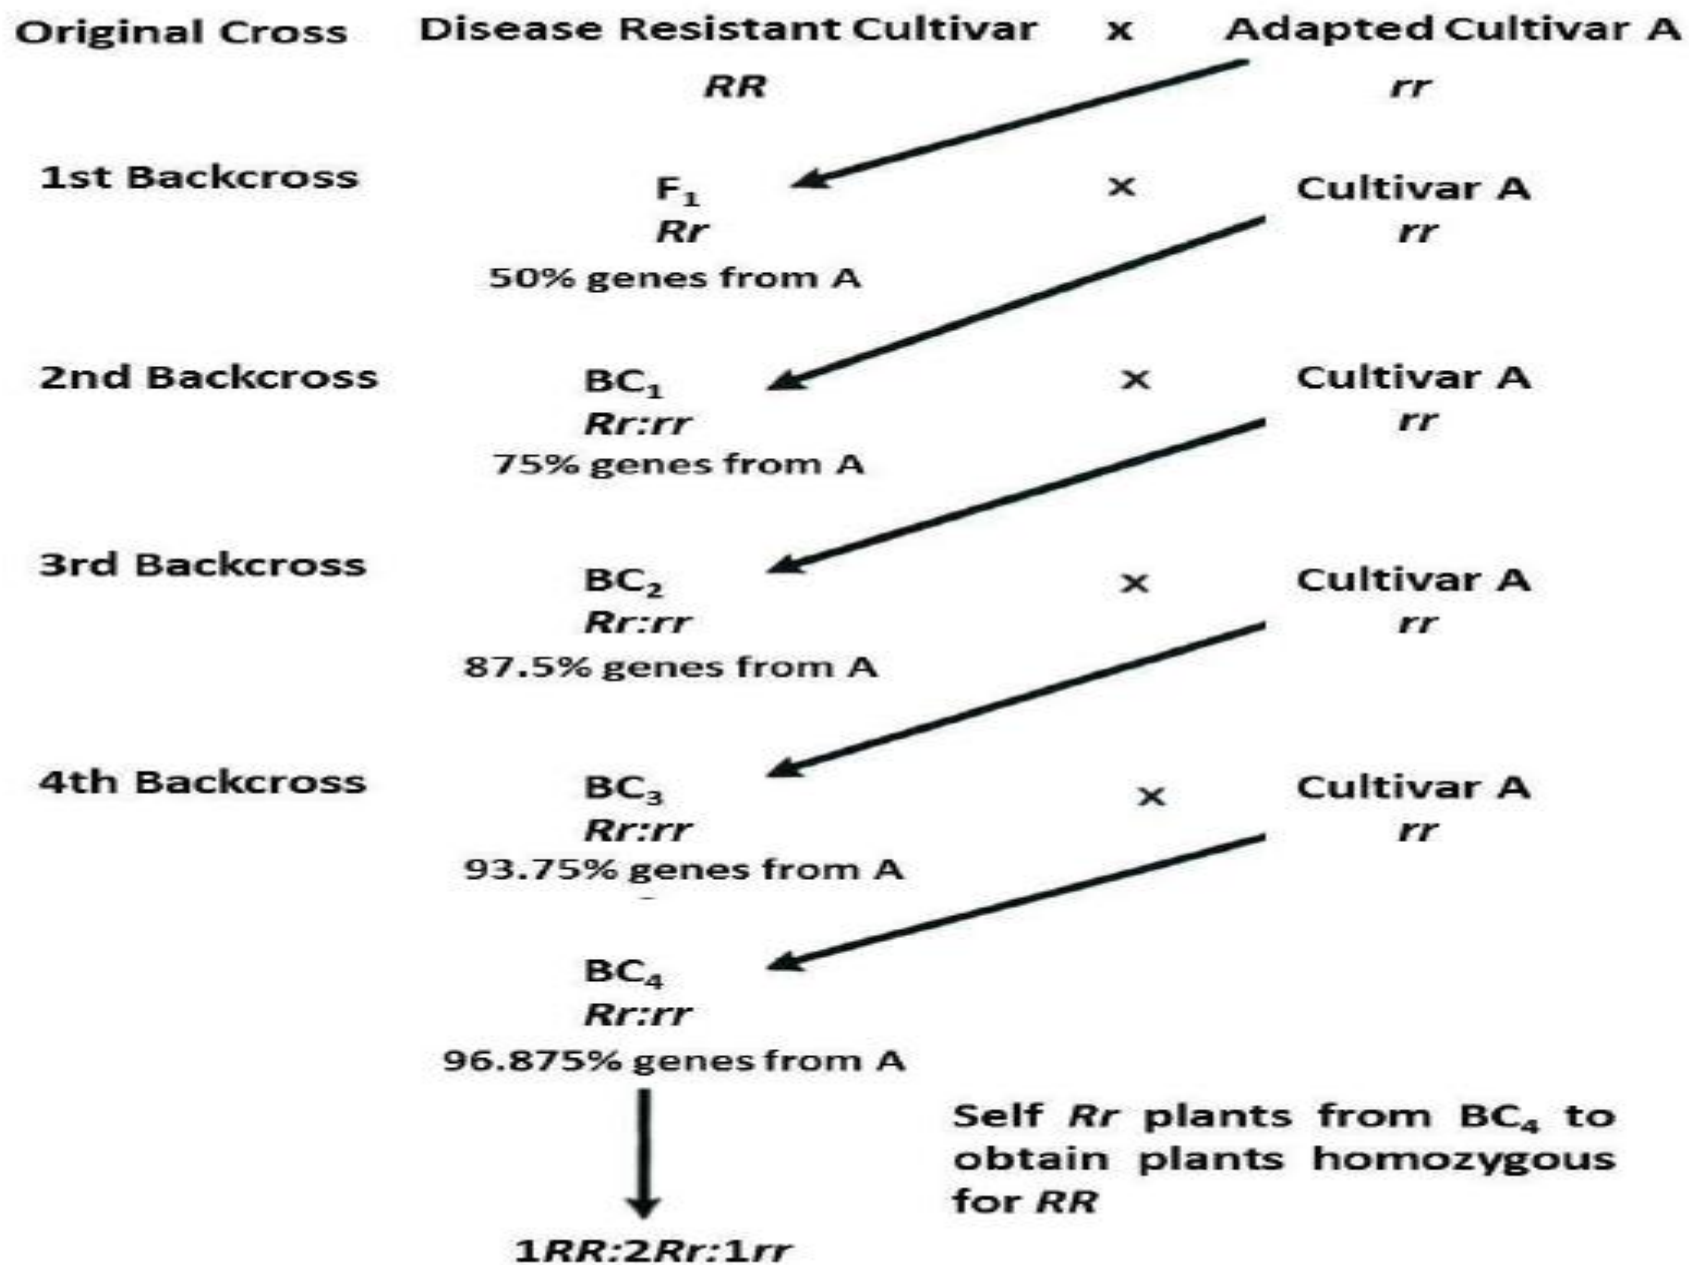 Original Cross Disease Resistant Cultivar x Adapted Cultivar A
RR rr
1st Backcross F₁ x Cultivar A
Rr rr
50% genes from A
2nd Backcross BC₁ x Cultivar A
Rr:rr rr
75% genes from A
3rd Backcross BC₂ x Cultivar A
Rr:rr rr
87.5% genes from A
4th Backcross BC₃ x Cultivar A
Rr:rr rr
93.75% genes from A
BC₄
Rr:rr
96.875% genes from A
Self Rr plants from BC₄ to
obtain plants homozygous
for RR
1RR:2Rr:1rr